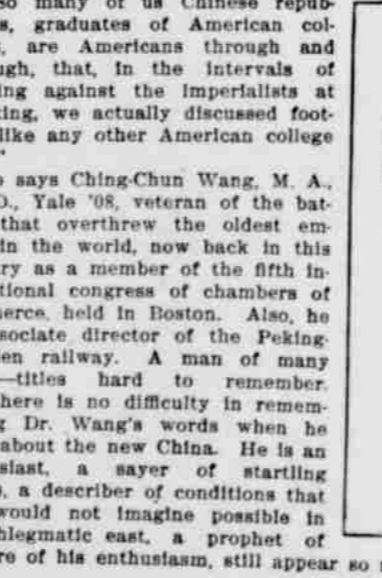 so many of us Chinese repub-
s, graduates of American col-
, are Americans through and
ugh, that, in the intervals of
ing against the imperialists at
king, we actually discussed foot-
like any other American college
"
o says Ching-Chun Wang, M. A.,
D., Yale '08, veteran of the bat-
that overthrew the oldest em-
in the world, now back in this
ry as a member of the fifth in-
tional congress of chambers of
merce, held in Boston. Also, he
ssociate director of the Peking-
en railway. A man of many
—titles hard to remember.
here is no difficulty in remem-
g Dr. Wang's words when he
about the new China. He is an
siast, a sayer of startling
, a describer of conditions that
would not imagine possible in
hlegmatic east, a prophet of
re of his enthusiasm, still appear so